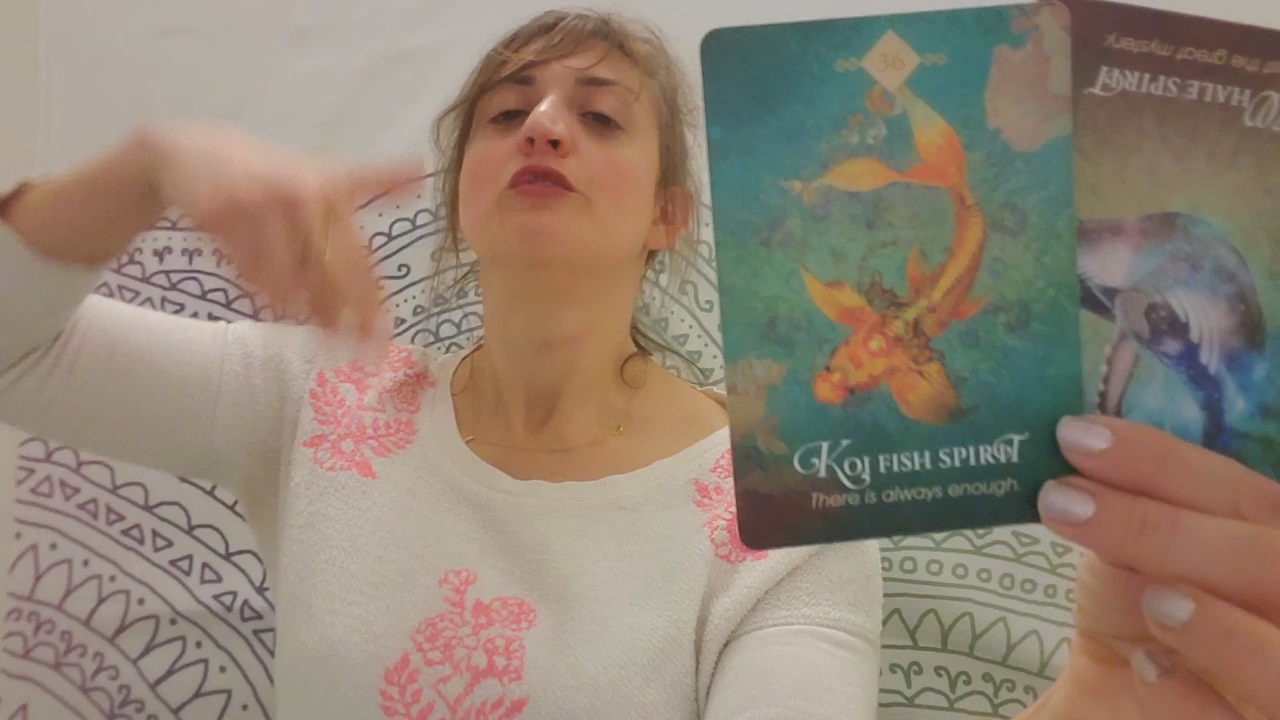 36
KOI FISH SPIRIT
There is always enough.
the great mystery.
WHALE SPIRIT